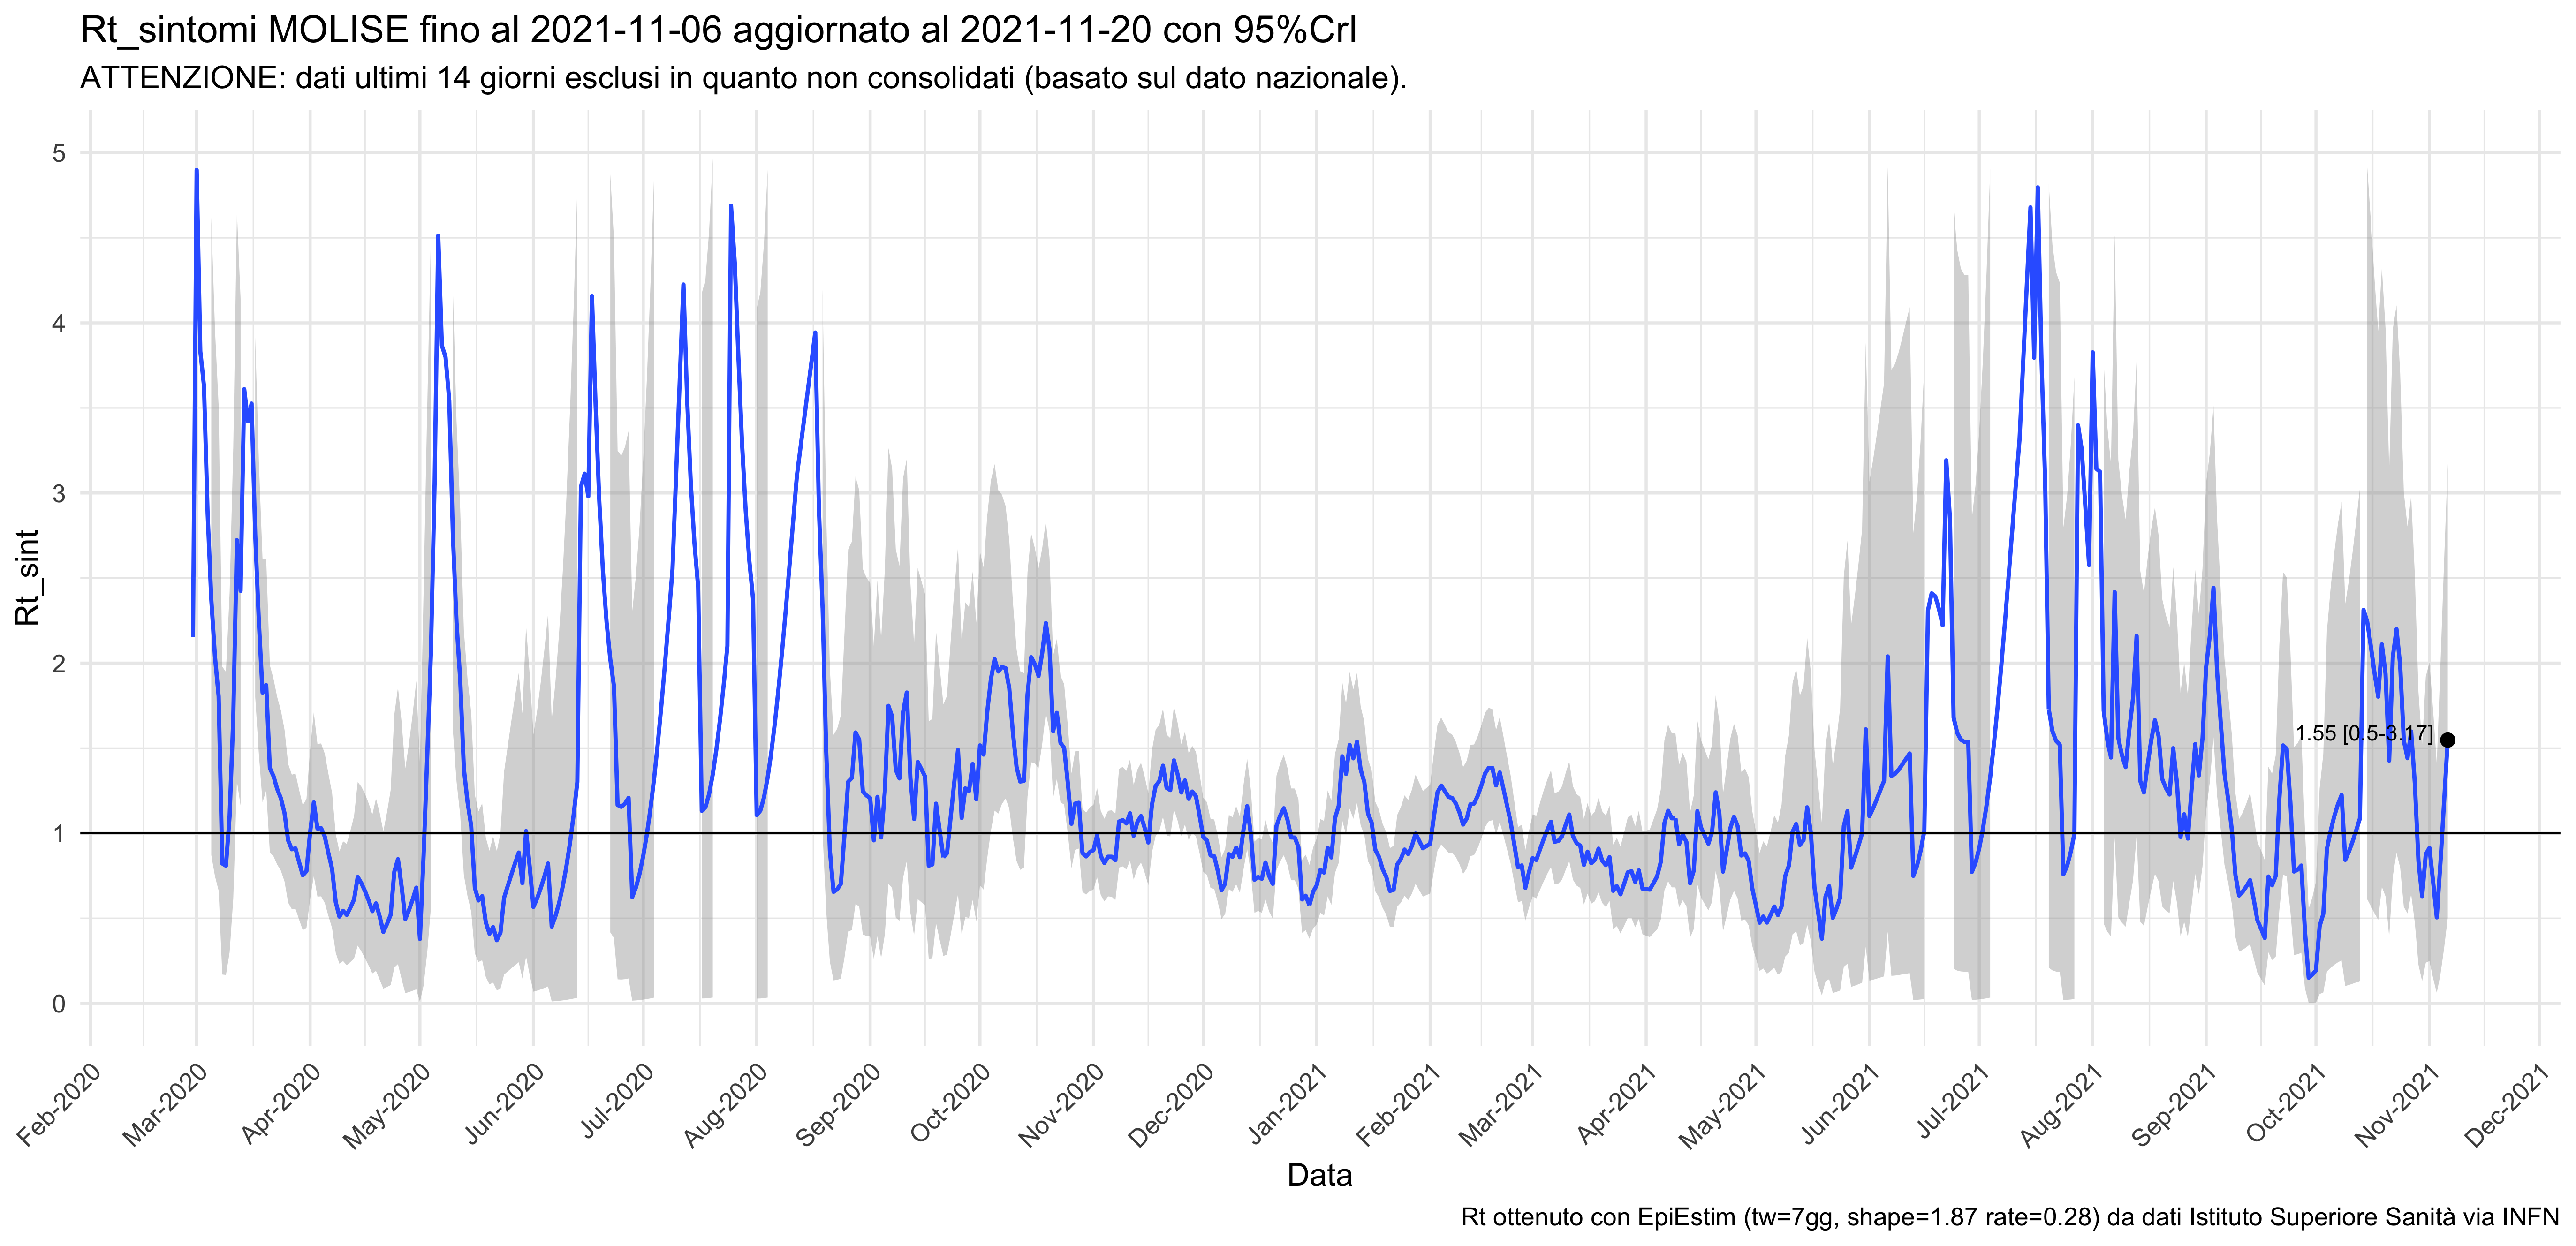 Rt_sintomi MOLISE fino al 2021-11-06 aggiornato al 2021-11-20 con 95%CrI
ATTENZIONE: dati ultimi 14 giorni esclusi in quanto non consolidati (basato sul dato nazionale).
Rt_sint
5
4
3
2
1
0
1.55 [0.5-3.17]
Feb-2020
Mar-2020
Apr-2020
May-2020
Jun-2020
Jul-2020
Aug-2020
Sep-2020
Oct-2020
Nov-2020
Dec-2020
Jan-2021
Feb-2021
Mar-2021
Apr-2021
May-2021
Jun-2021
Jul-2021
Aug-2021
Sep-2021
Oct-2021
Nov-2021
Dec-2021
Data
Rt ottenuto con EpiEstim (tw=7gg, shape=1.87 rate=0.28) da dati Istituto Superiore Sanità via INFN